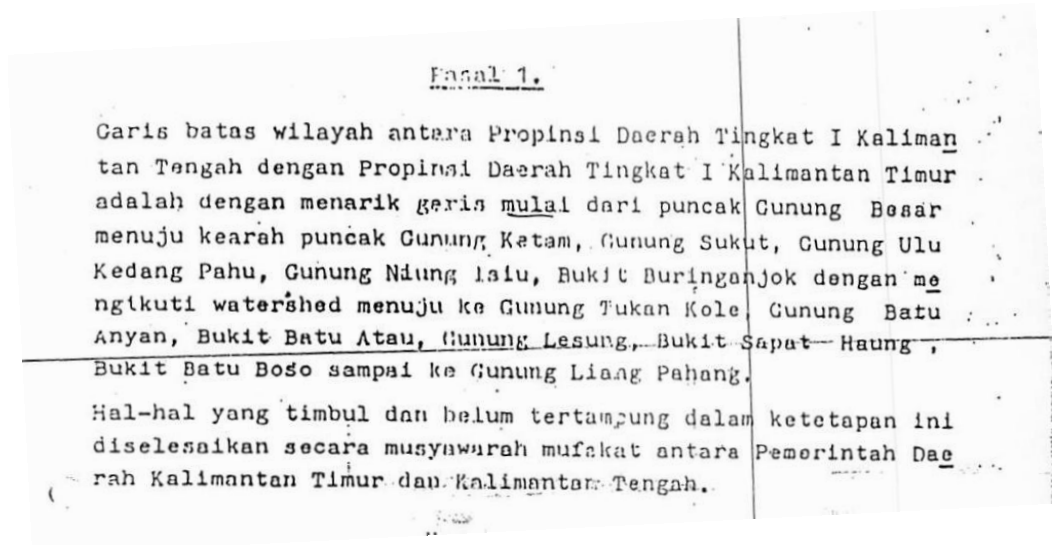 Pasal 1.
Garis batas wilayah antara Propinsi Daerah Tingkat I Kaliman
tan Tengah dengan Propinsi Daerah Tingkat I Kalimantan Timur
adalah dengan menarik garis mulai dari puncak Gunung Besar
menuju kearah puncak Gunung Ketam, Gunung Sukut, Gunung Ulu
Kedang Pahu, Gunung Niung lalu, Bukit Buringanjok dengan me
ngikuti watershed menuju ke Gunung Tukan Kole, Gunung Batu
Anyan, Bukit Batu Atau, Gunung Lesung, Bukit Saput Haung,
Bukit Batu Boso sampai ke Gunung Liang Pahang.
Hal-hal yang timbul dan belum tertampung dalam ketetapan ini
diselesaikan secara musyawarah mufakat antara Pemerintah Dae
rah Kalimantan Timur dan Kalimantan Tengah.